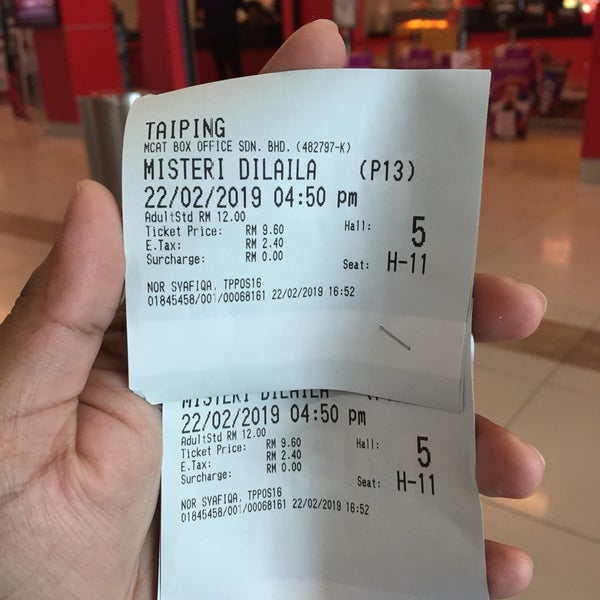 TAIPING
MCAT BOX OFFICE SDN. BHD. (482797-K)
MISTERI DILAILA (P13)
22/02/2019 04:50 pm
AdultStd RM 12.00
Ticket Price: RM 9.60 Hall: 5
E.Tax: RM 2.40
Surcharge: RM 0.00 Seat: H-11
NOR SYAFIQA, TPPOS16
01845458/001/00068161 22/02/2019 16:52
MISTERI DILAILA
22/02/2019 04:50 pm
AdultStd RM 12.00
Ticket Price: RM 9.60 Hall: 5
E.Tax: RM 2.40
Surcharge: RM 0.00 Seat: H-11
NOR SYAFIQA, TPPOS16
01845458/001/00068161 22/02/2019 16:52